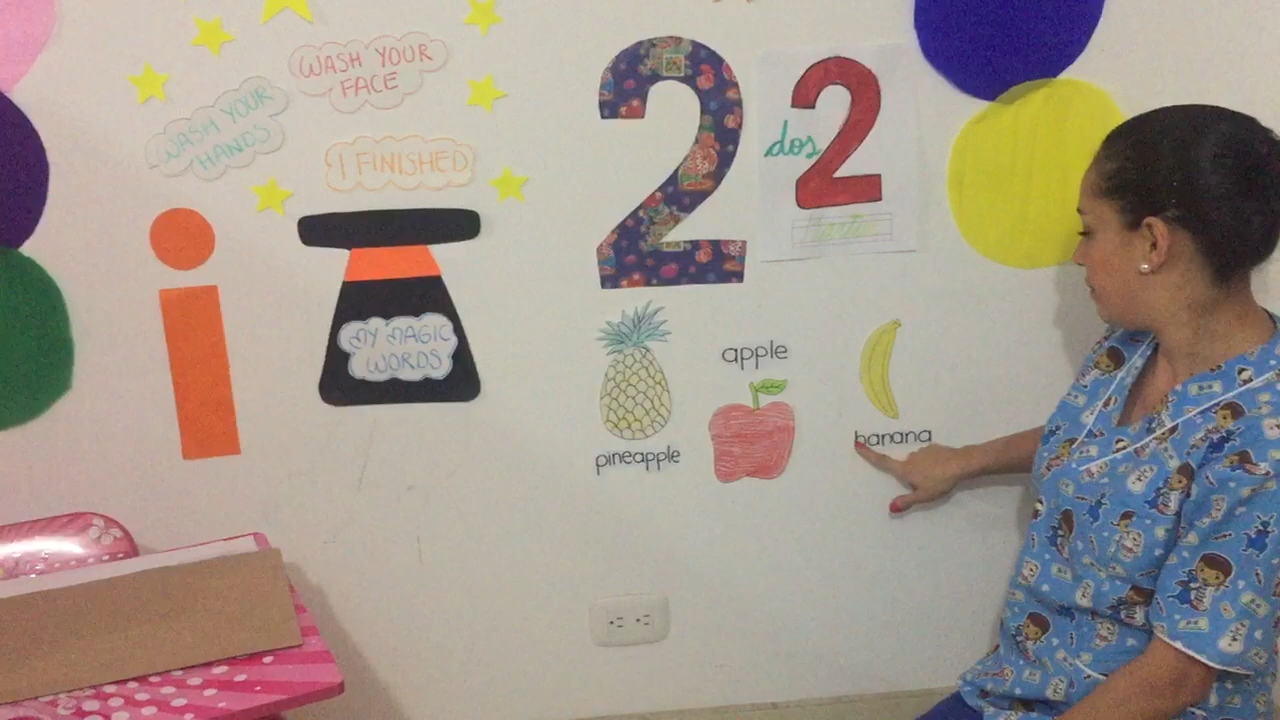 WASH YOUR
FACE
WASH YOUR
HANDS
I FINISHED
i
MY MAGIC
WORDS
2
dos 2
apple
pineapple
banana